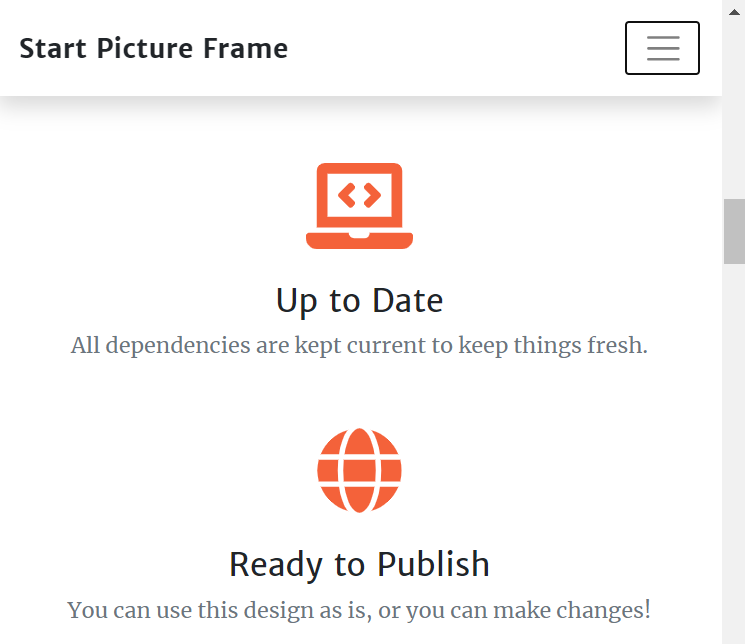 Start Picture Frame
Up to Date
All dependencies are kept current to keep things fresh.
Ready to Publish
You can use this design as is, or you can make changes!